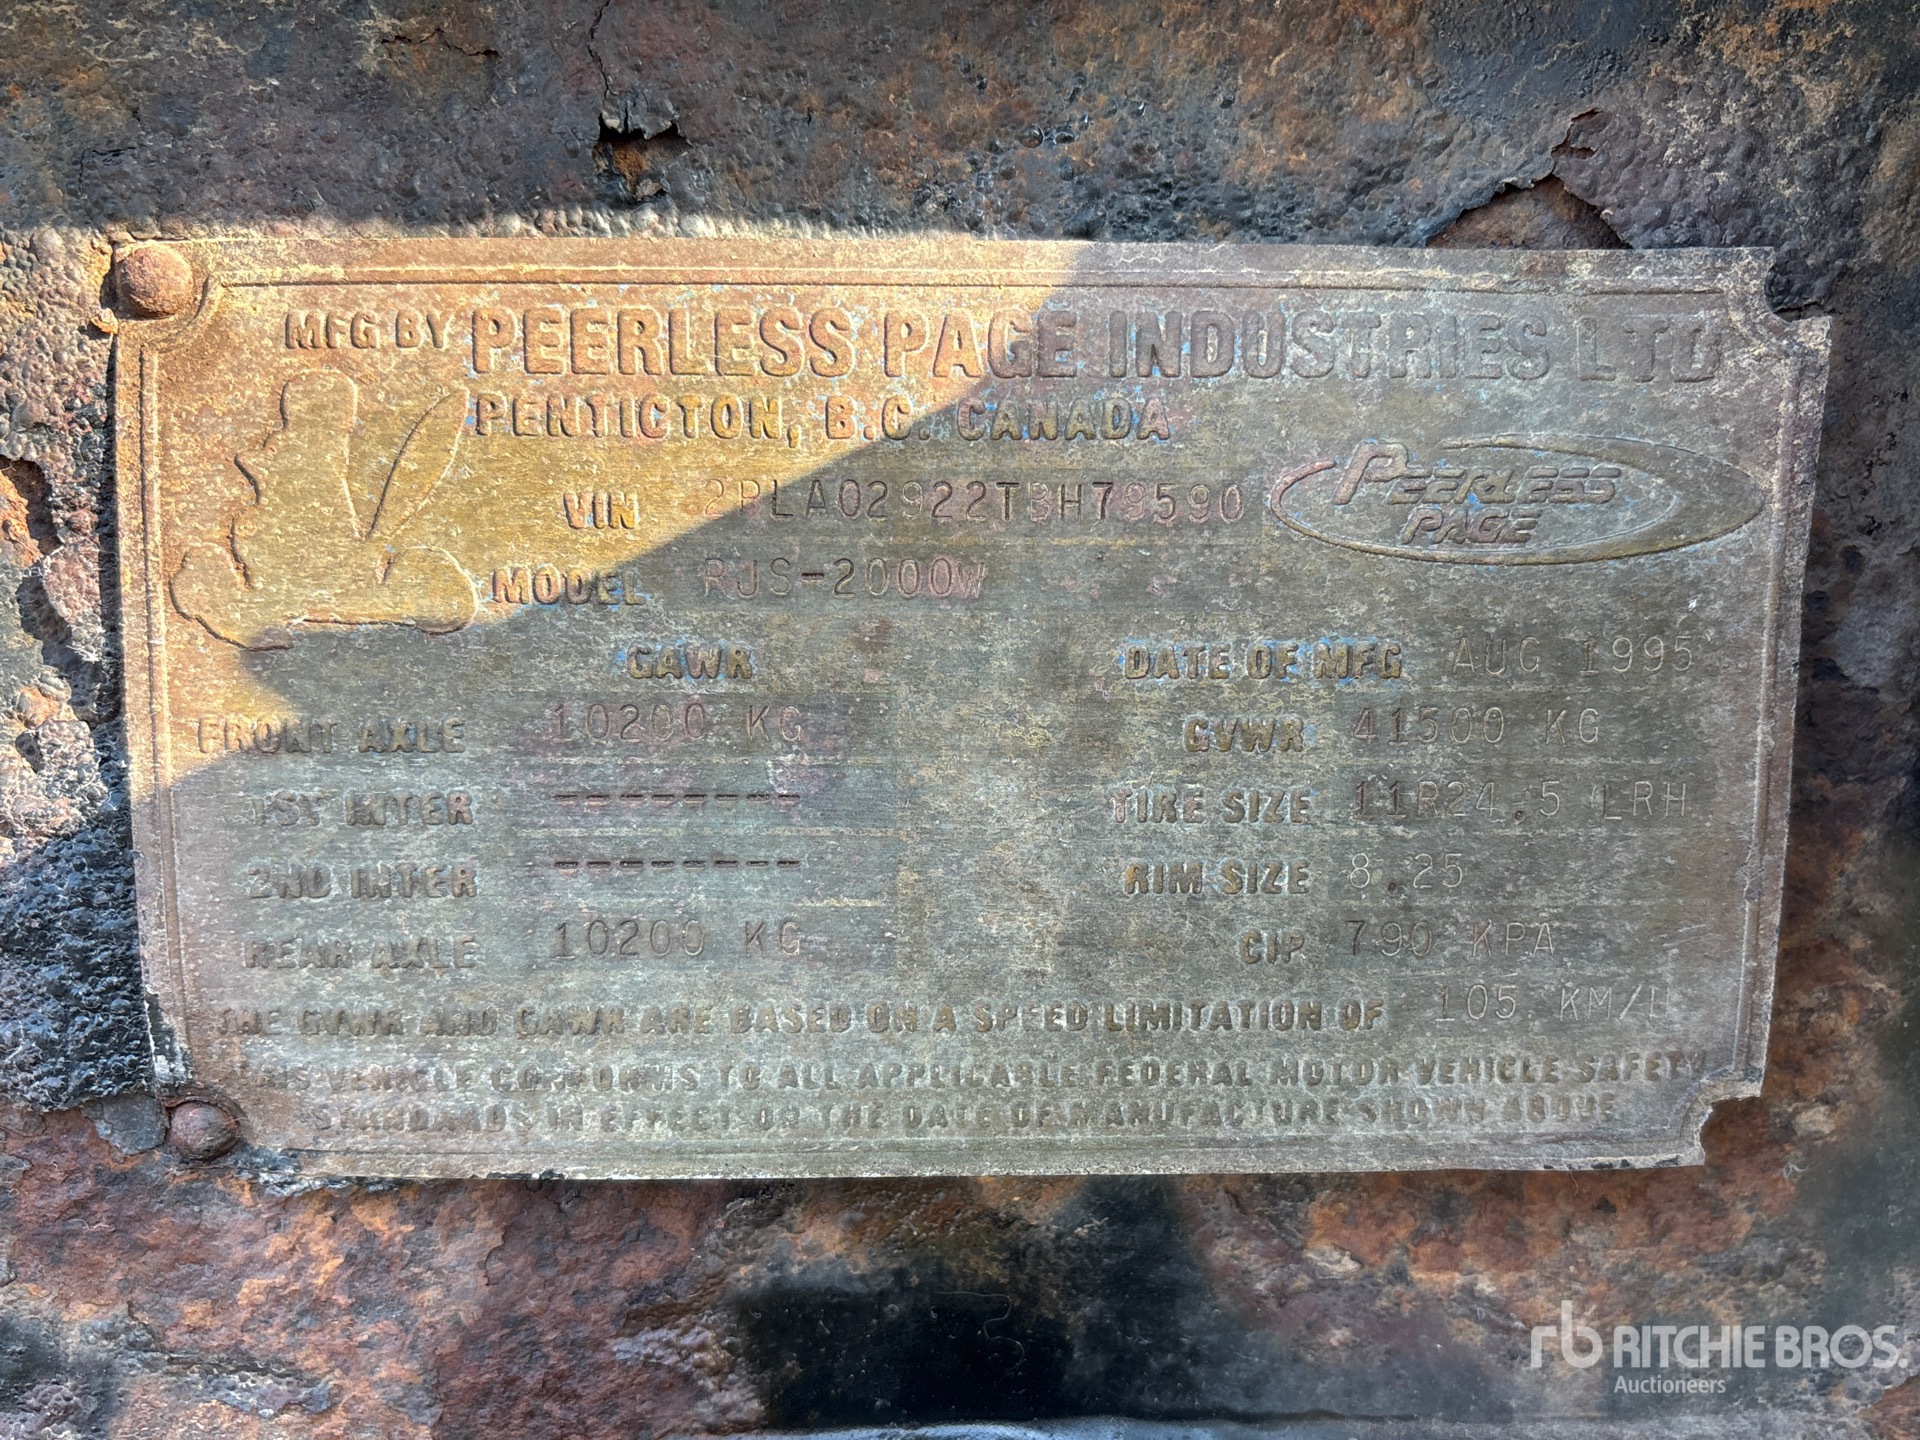 MFG BY PEERLESS PAGE INDUSTRIES LTD
PENTICTON, B.C. CANADA
VIN 2PLA02922TBH79590
PEERLESS
PAGE
MODEL RJS-2000W
GAWR
DATE OF MFG AUG 1995
FRONT AXLE 10200 KG
GVWR 41500 KG
1ST INTER --------
TIRE SIZE 11R24.5 LRH
2ND INTER --------
RIM SIZE 8.25
REAR AXLE 10200 KG
CIP 790 KPA
THE GVWR AND GAWR ARE BASED ON A SPEED LIMITATION OF 105 KM/H
THIS VEHICLE CONFORMS TO ALL APPLICABLE FEDERAL MOTOR VEHICLE SAFETY
STANDARDS IN EFFECT ON THE DATE OF MANUFACTURE SHOWN ABOVE
rb RITCHIE BROS.
Auctioneers